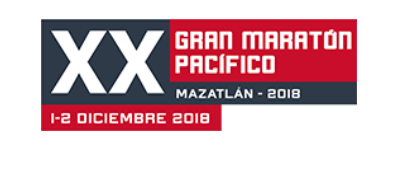 XX
GRAN MARATÓN
PACÍFICO
MAZATLÁN - 2018
1-2 DICIEMBRE 2018